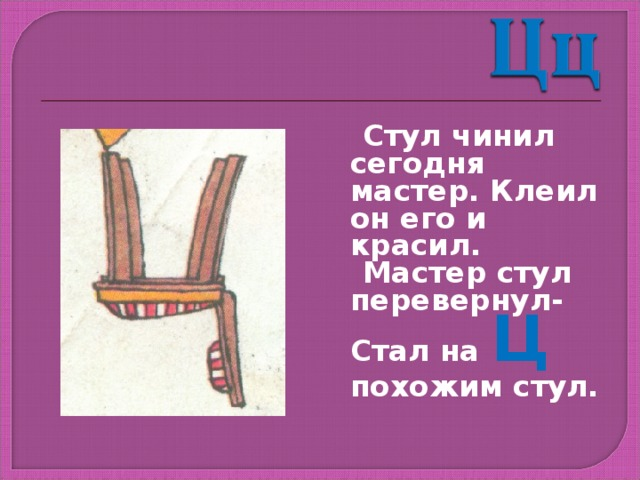 Цц
Стул чинил
сегодня
мастер. Клеил
он его и
красил.
Мастер стул
перевернул-
Стал на Ц
похожим стул.